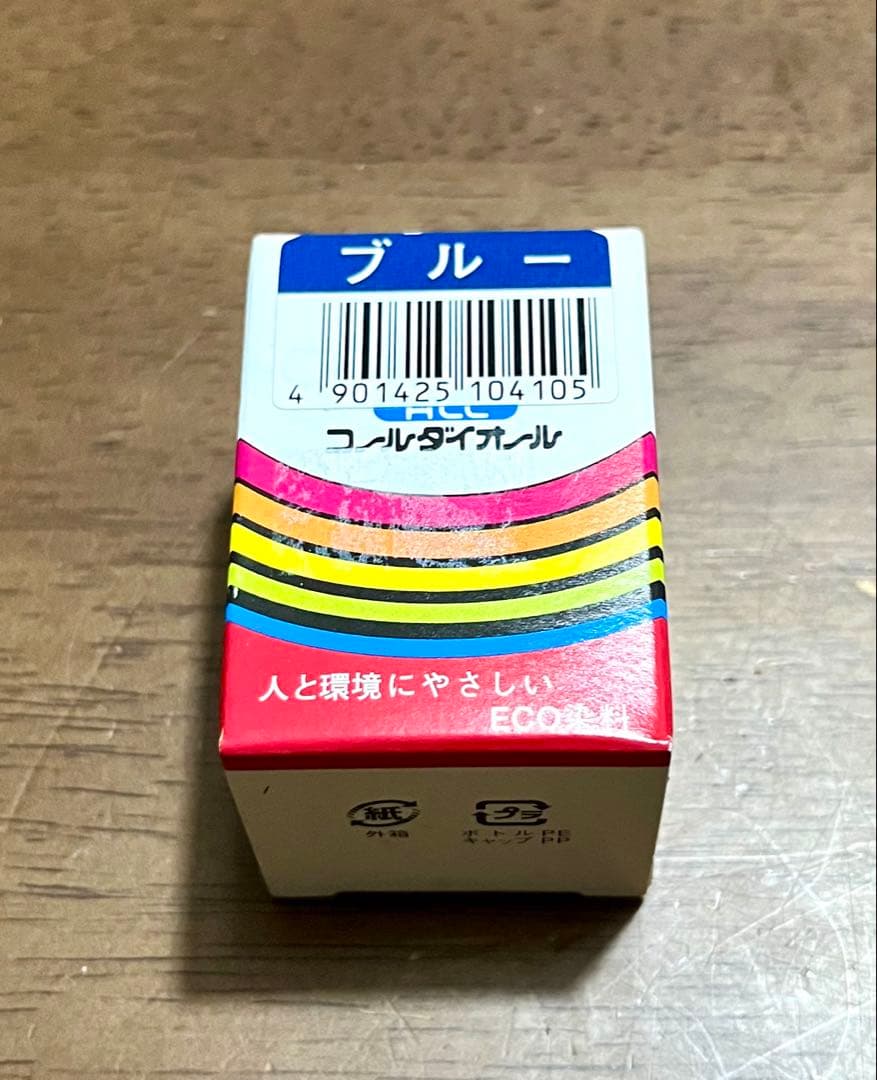 ブルー
4 901425 104105
コールダイオール
人と環境にやさしい
ECO染料
紙
プラ
外箱
ボトルPE
キャップPP